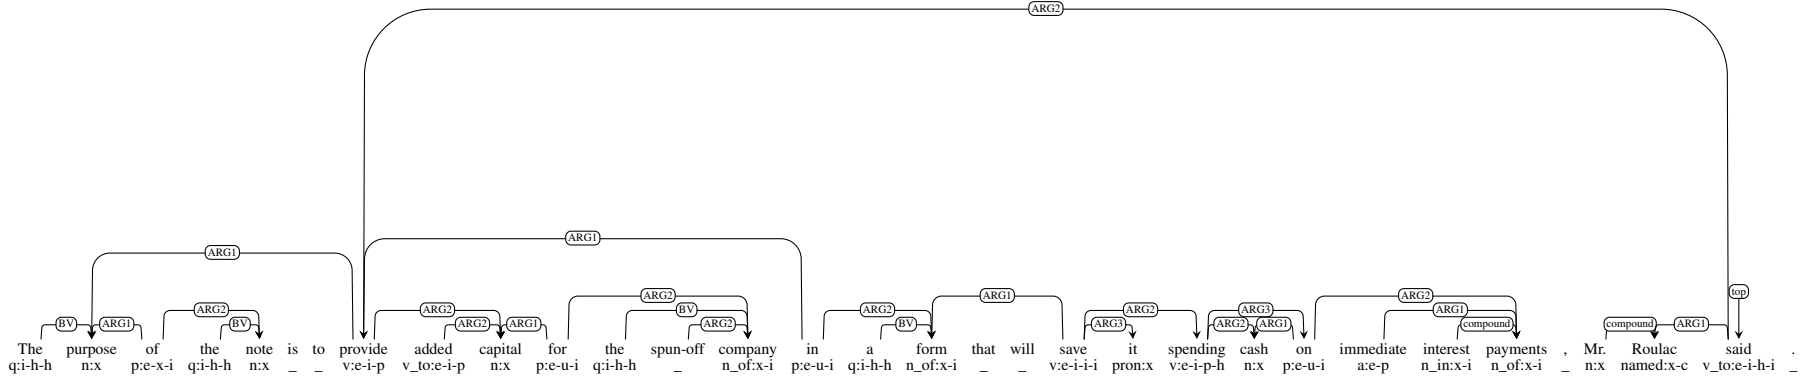 ARG2
ARG1
ARG1
top
ARG2 ARG2 ARG2 ARG2 ARG1 ARG2 ARG3 ARG2
BV BV BV ARG1
BV ARG1 BV ARG2 ARG1 ARG2 BV ARG3 ARG2 ARG1 compound compound ARG1
The purpose of the note is to provide added capital for the spun-off company in a form that will save it spending cash on immediate interest payments , Mr. Roulac said .
q:i-h-h n:x p:e-x-i q:i-h-h n:x _ _ v:e-i-p v_to:e-i-p n:x p:e-u-i q:i-h-h _ n_of:x-i p:e-u-i q:i-h-h n_of:x-i _ _ v:e-i-i-i pron:x v:e-i-p-h n:x p:e-u-i a:e-p n_in:x-i n_of:x-i _ n:x named:x-c v_to:e-i-h-i _